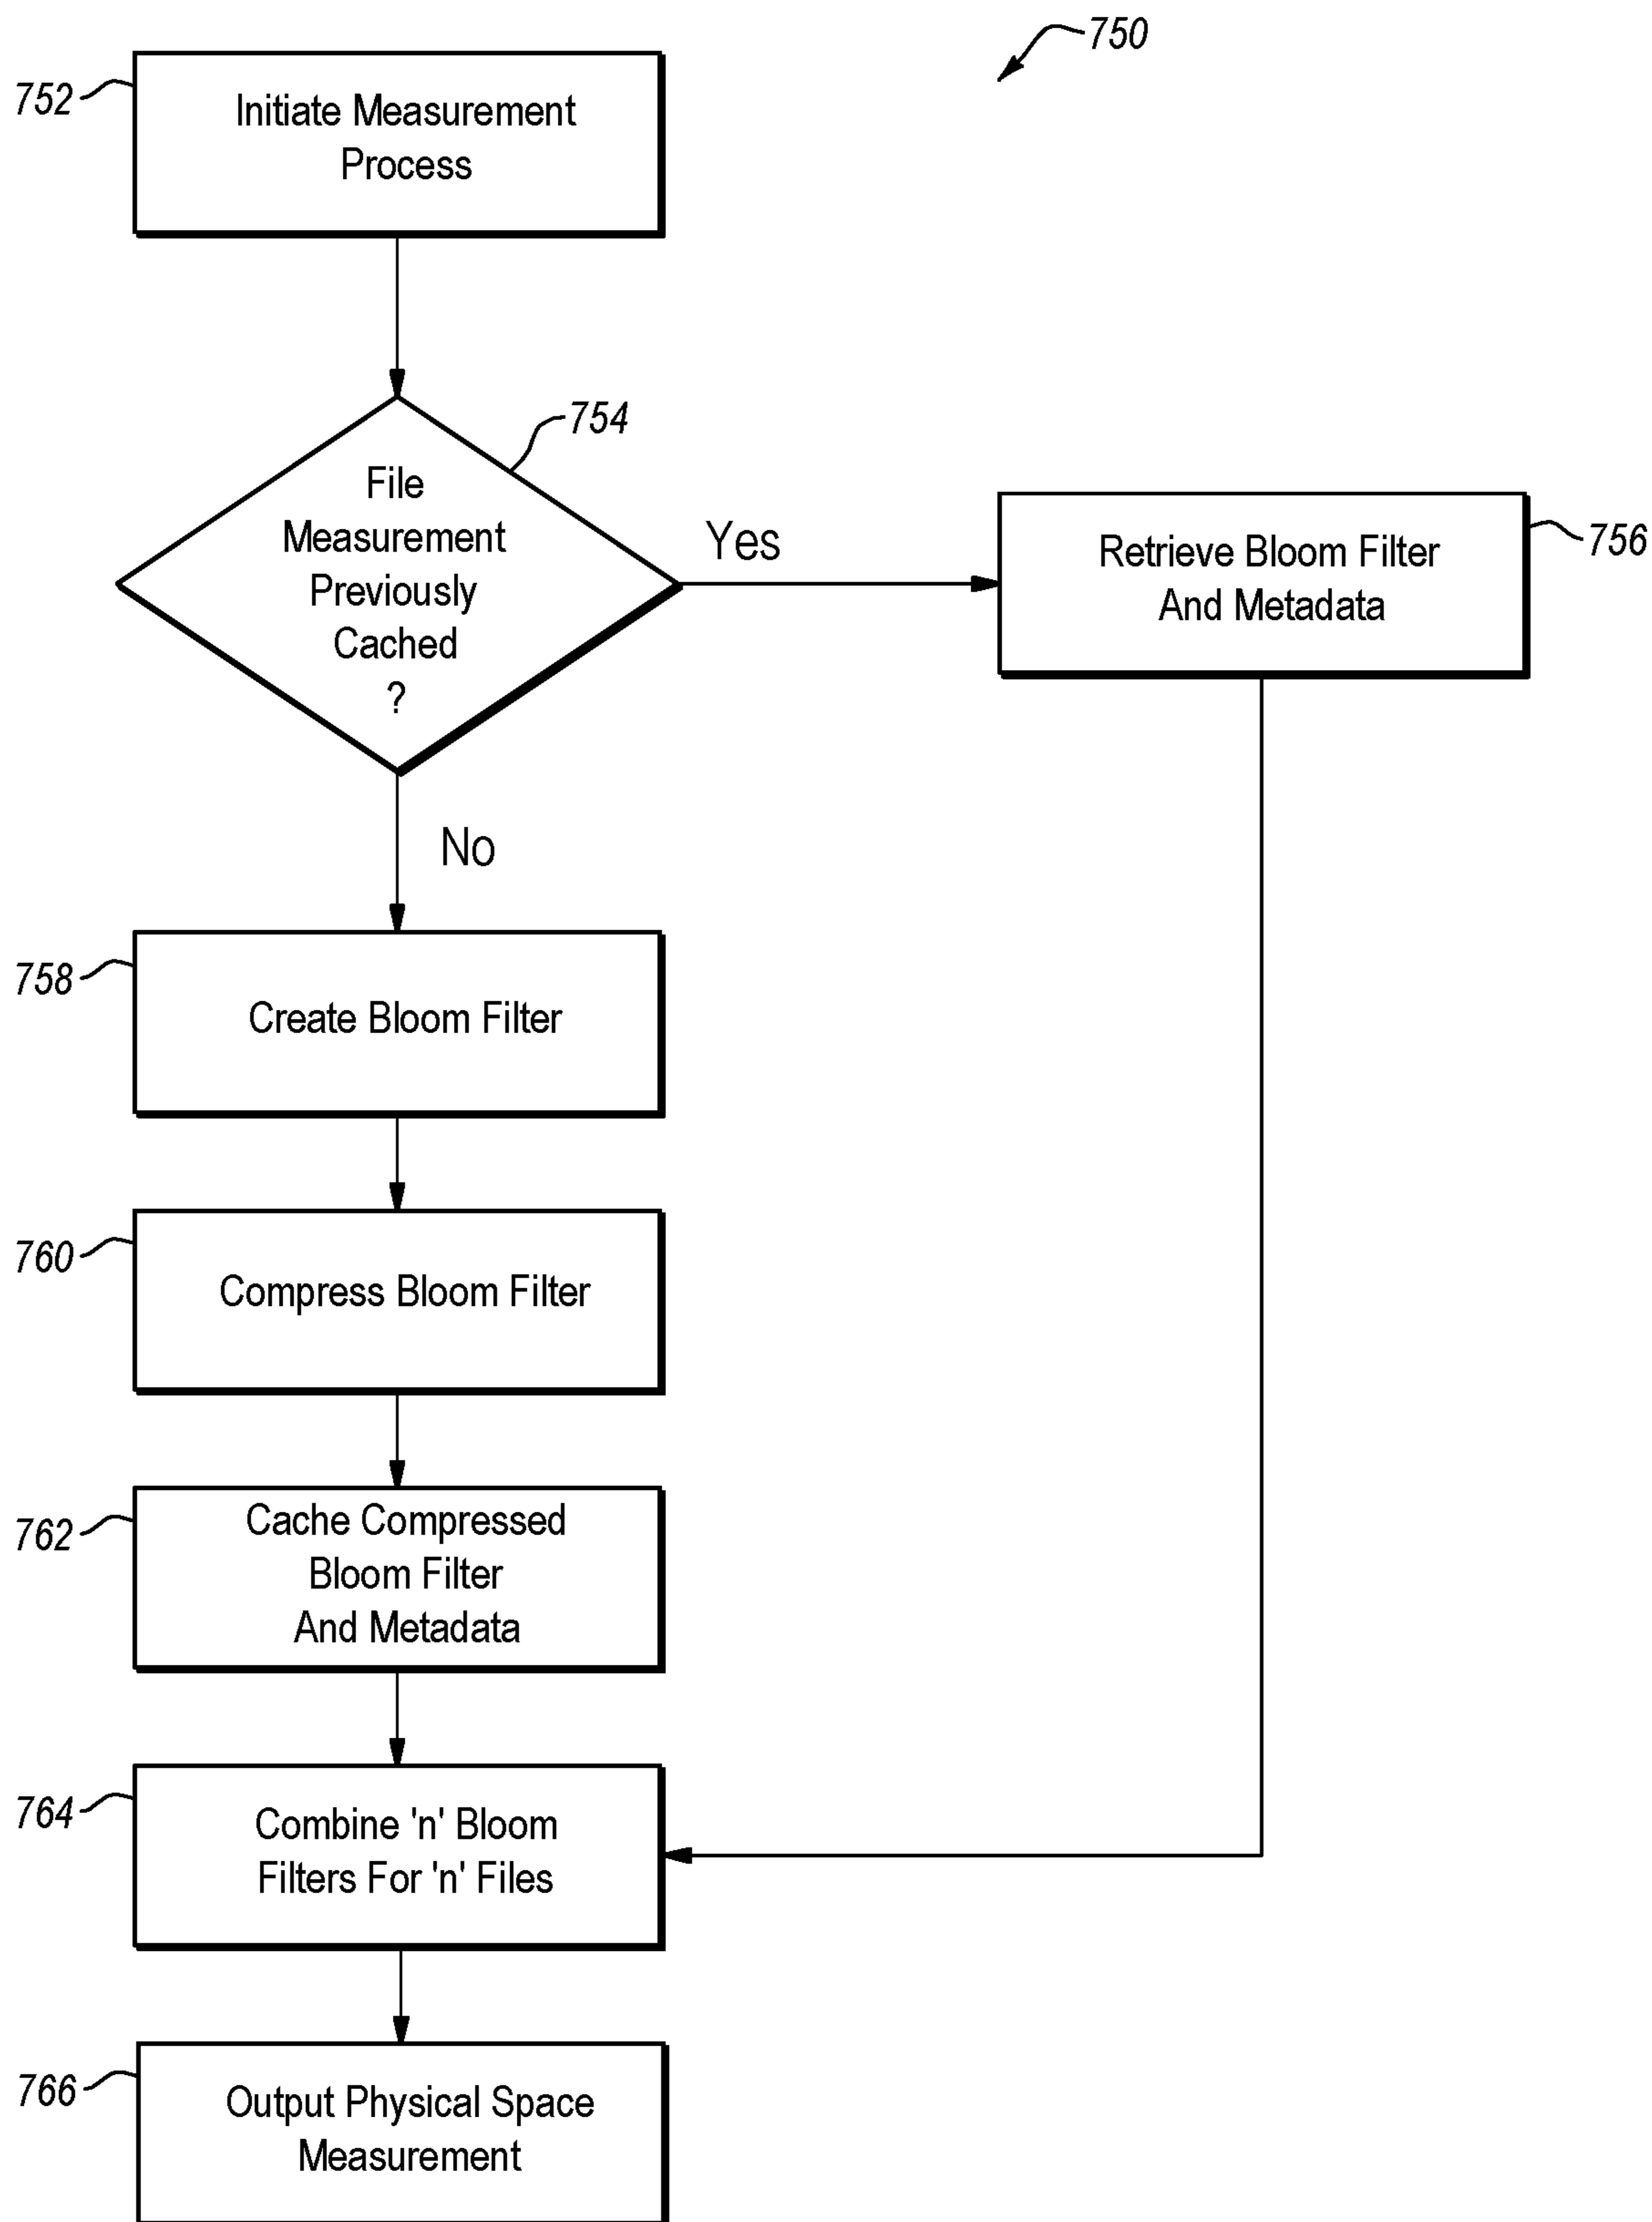 750
752
Initiate Measurement
Process
754
File
Measurement
Previously
Cached
?
Yes
756
Retrieve Bloom Filter
And Metadata
No
758
Create Bloom Filter
760
Compress Bloom Filter
762
Cache Compressed
Bloom Filter
And Metadata
764
Combine 'n' Bloom
Filters For 'n' Files
766
Output Physical Space
Measurement